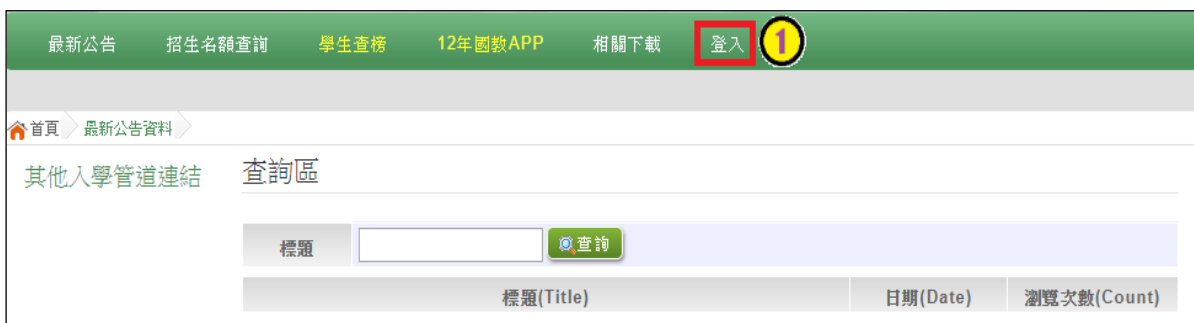 最新公告 招生名額查詢 學生查榜 12年國教APP 相關下載 登入 1
首頁 最新公告資料
其他入學管道連結 查詢區
標題 查詢
標題(Title) 日期(Date) 瀏覽次數(Count)